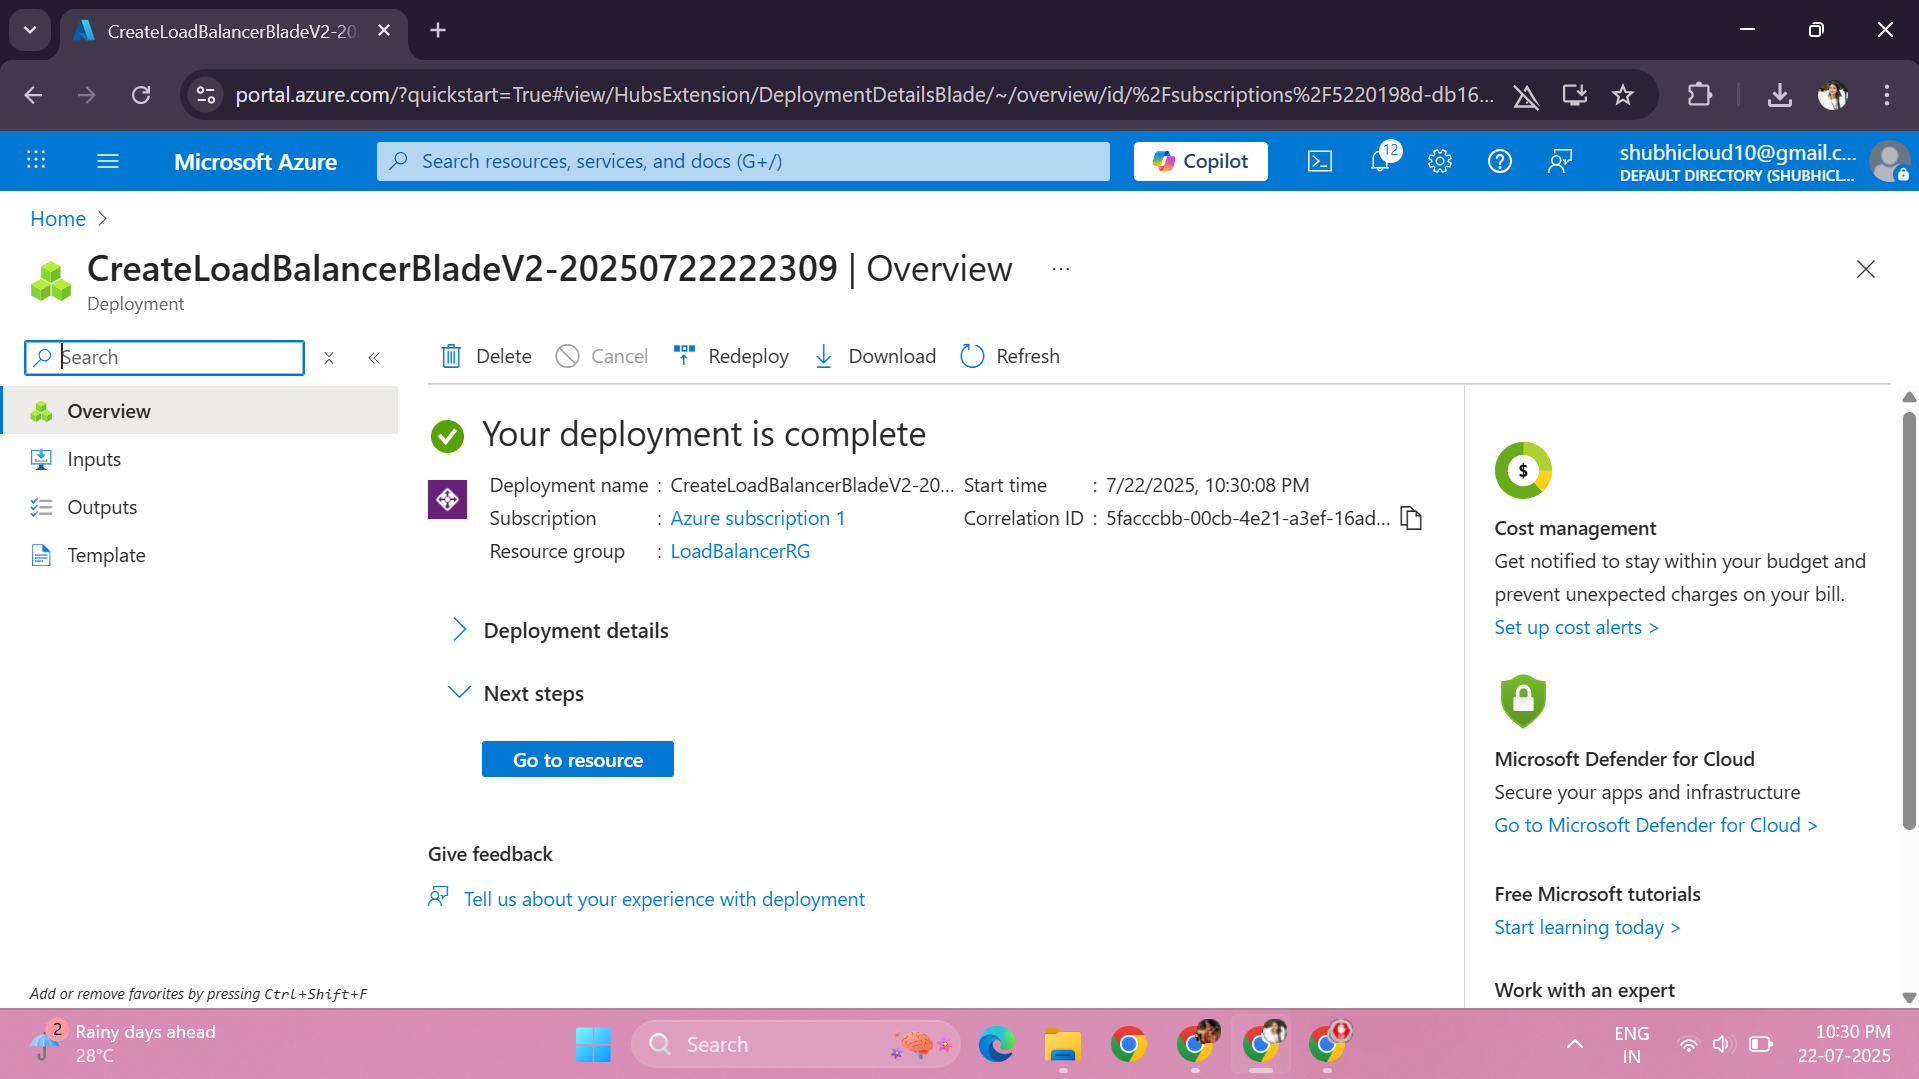 CreateLoadBalancerBladeV2-20
portal.azure.com/?quickstart=True#view/HubsExtension/DeploymentDetailsBlade/~/overview/id/%2Fsubscriptions%2F5220198d-db16...
Microsoft Azure
Search resources, services, and docs (G+/)
Copilot
12
shubhicloud10@gmail.c...
DEFAULT DIRECTORY (SHUBHICL...
Home
CreateLoadBalancerBladeV2-20250722222309 | Overview
...
Deployment
Search
Delete
Cancel
Redeploy
Download
Refresh
Overview
Inputs
Outputs
Template
Your deployment is complete
Deployment name : CreateLoadBalancerBladeV2-20...
Subscription : Azure subscription 1
Resource group : LoadBalancerRG
Start time : 7/22/2025, 10:30:08 PM
Correlation ID : 5facccbb-00cb-4e21-a3ef-16ad...
Deployment details
Next steps
Go to resource
Give feedback
Tell us about your experience with deployment
$
Cost management
Get notified to stay within your budget and
prevent unexpected charges on your bill.
Set up cost alerts >
Microsoft Defender for Cloud
Secure your apps and infrastructure
Go to Microsoft Defender for Cloud >
Free Microsoft tutorials
Start learning today >
Work with an expert
Add or remove favorites by pressing Ctrl+Shift+F
2
Rainy days ahead
28°C
Search
ENG
IN
10:30 PM
22-07-2025